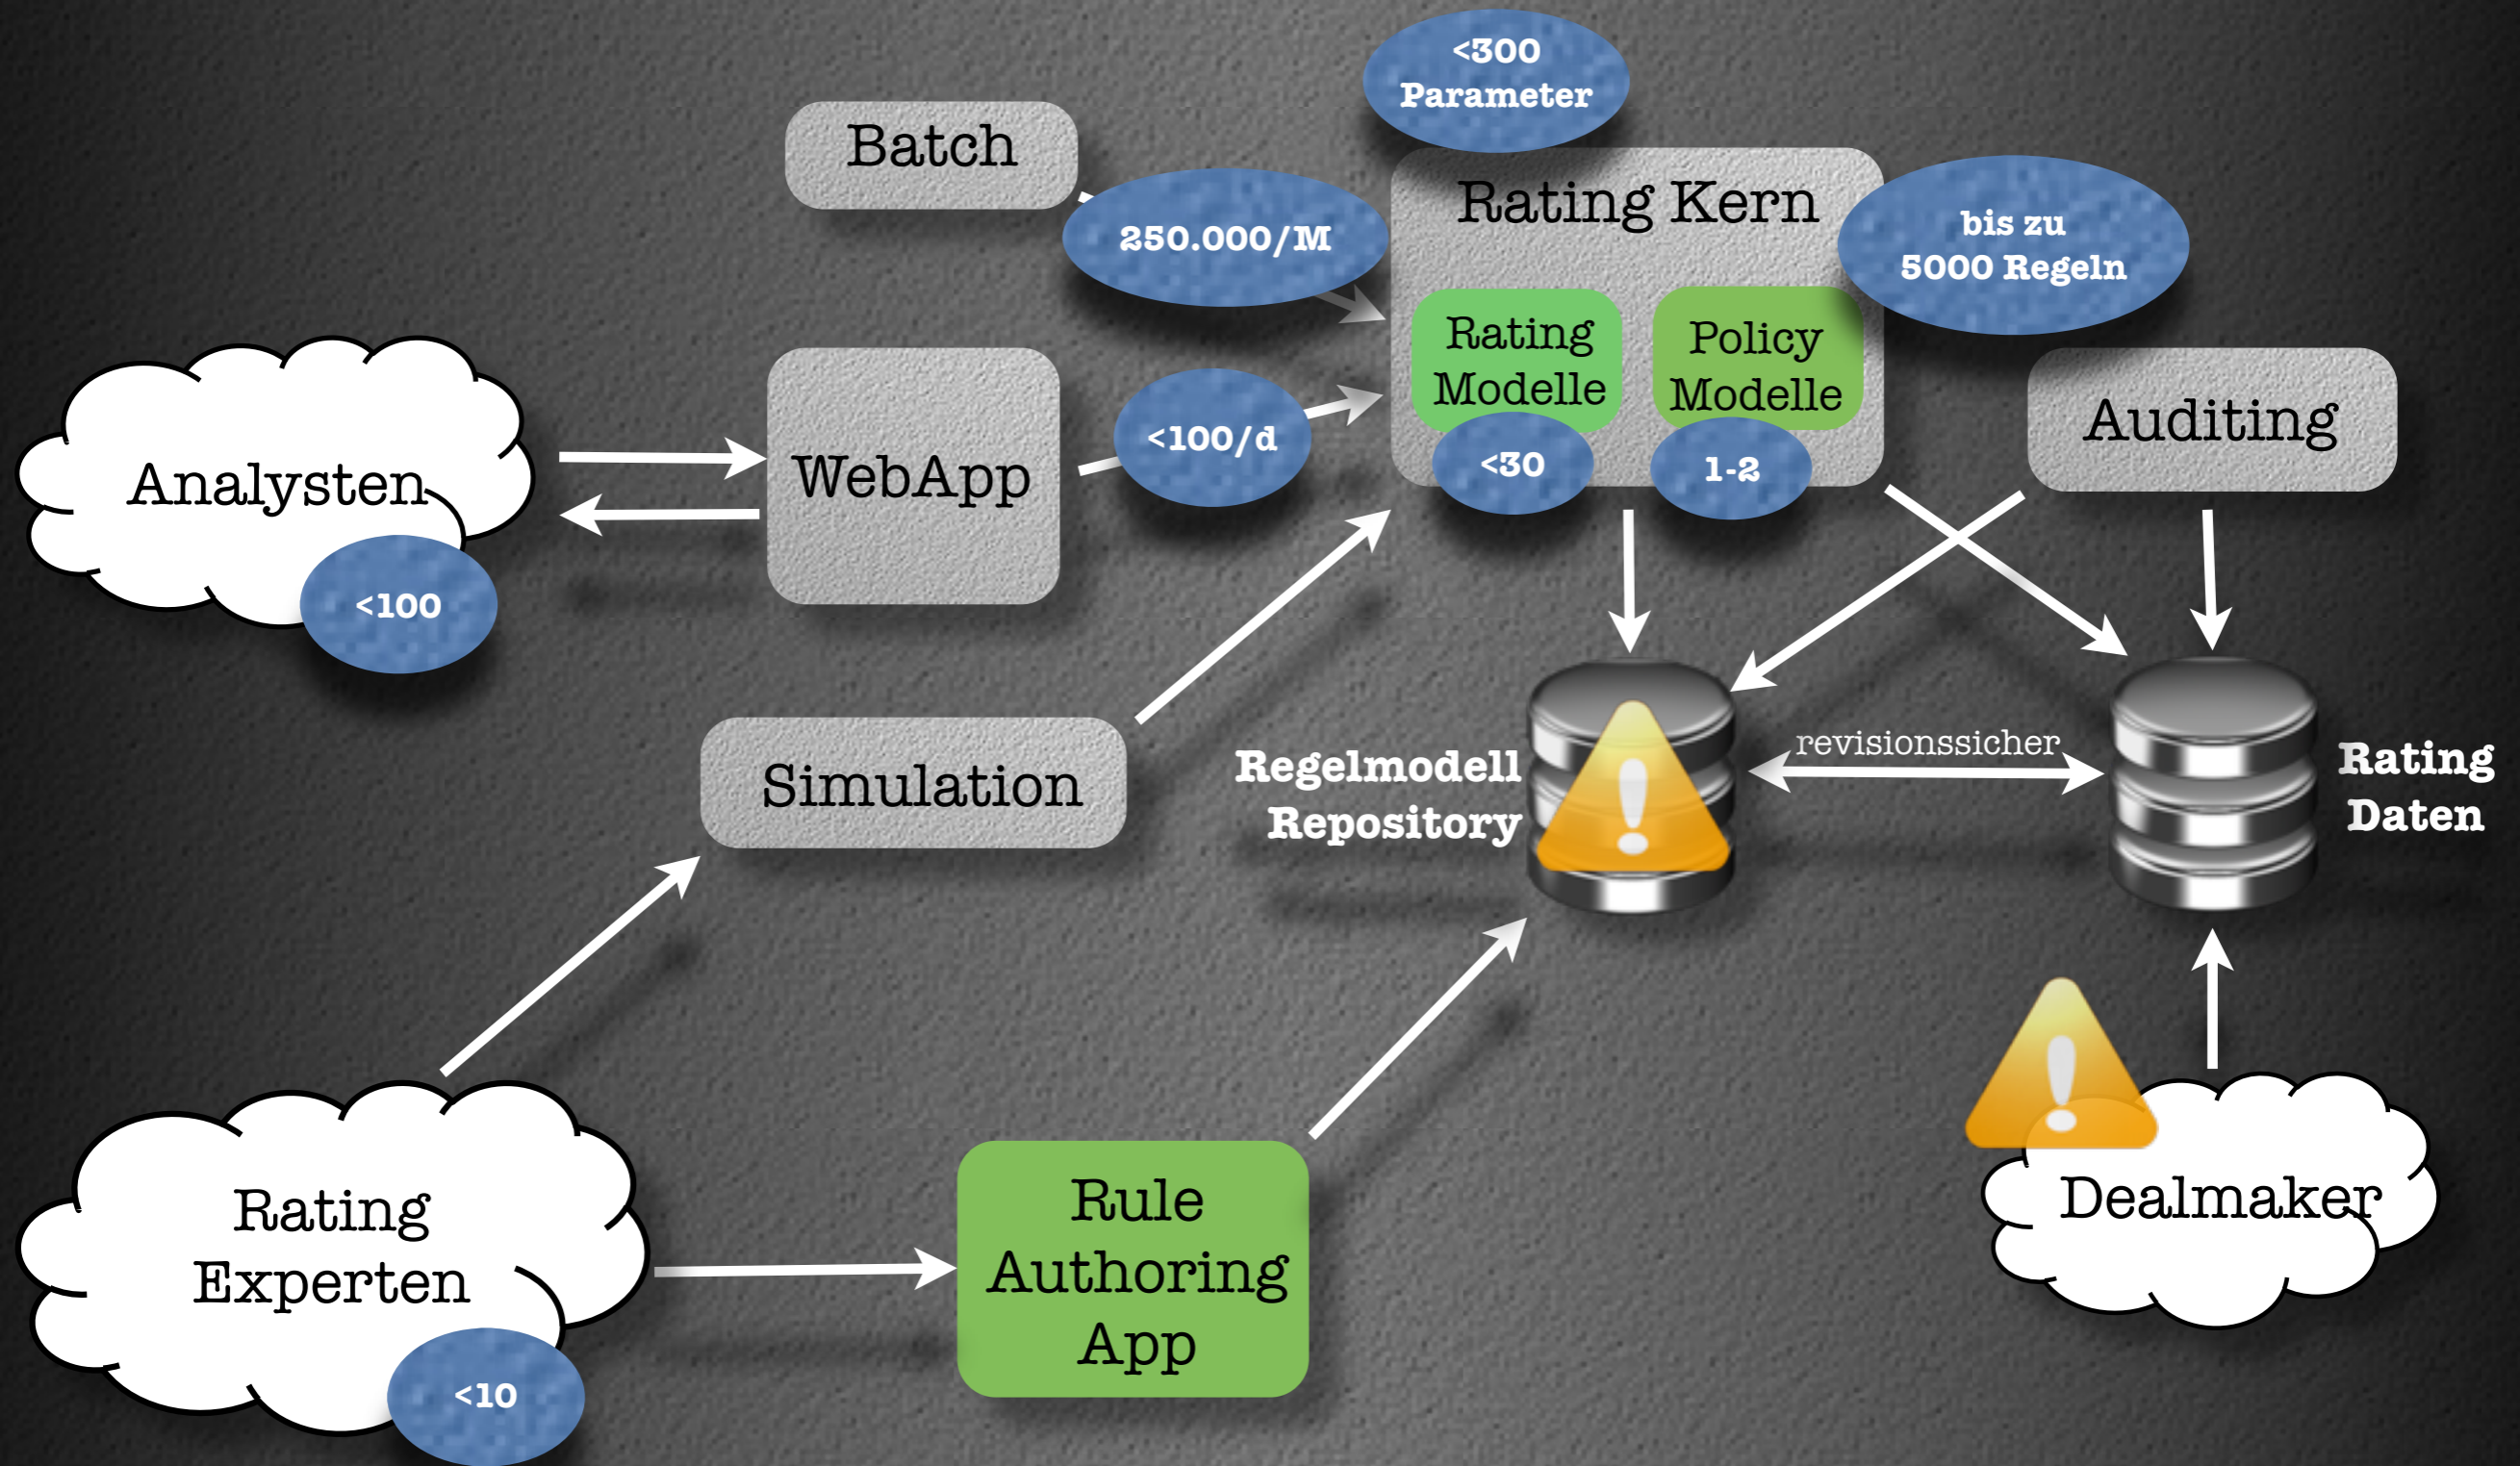 <300
Parameter
Batch
Rating Kern
250.000/M
bis zu
5000 Regeln
Rating
Modelle
Policy
Modelle
<30
1-2
Auditing
Analysten
<100
WebApp
<100/d
Simulation
Regelmodell
Repository
revisionssicher
Rating
Daten
Rating
Experten
<10
Rule
Authoring
App
Dealmaker